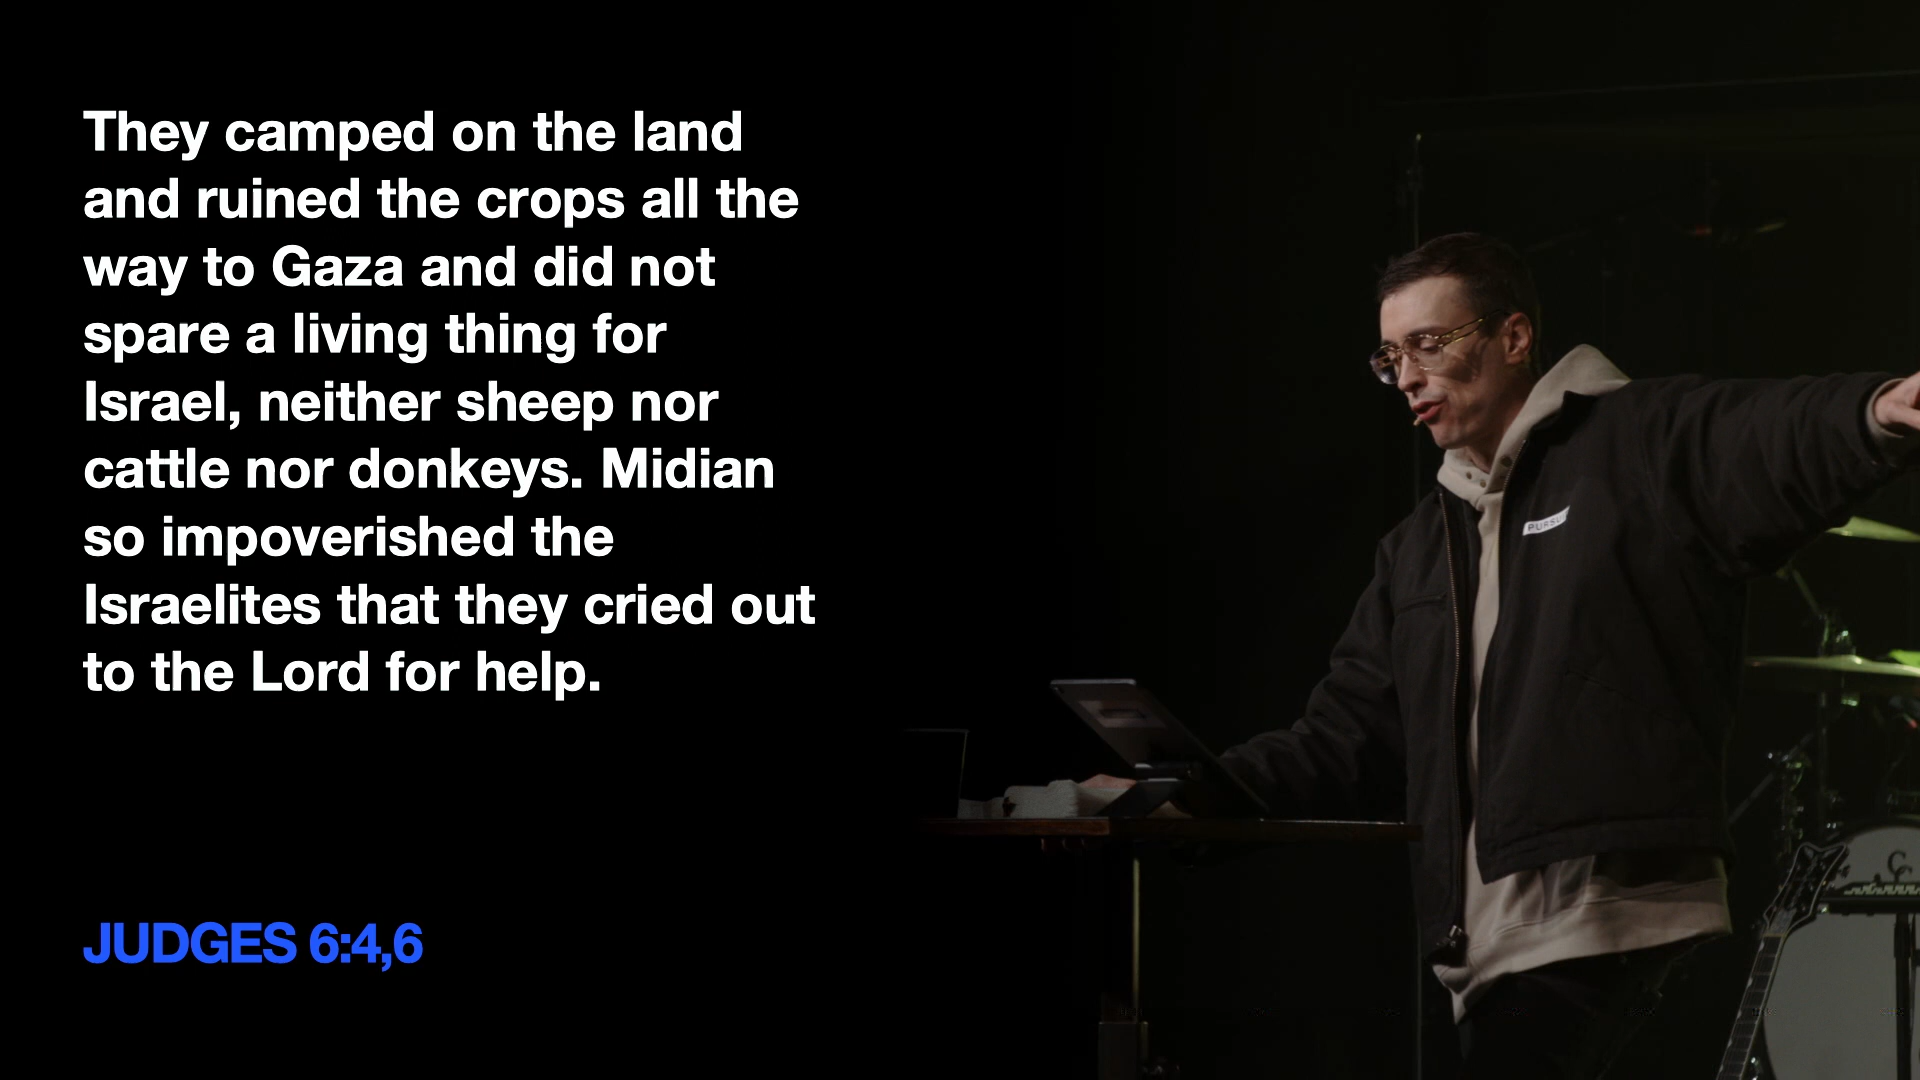 They camped on the land
and ruined the crops all the
way to Gaza and did not
spare a living thing for
Israel, neither sheep nor
cattle nor donkeys. Midian
so impoverished the
Israelites that they cried out
to the Lord for help.
JUDGES 6:4,6